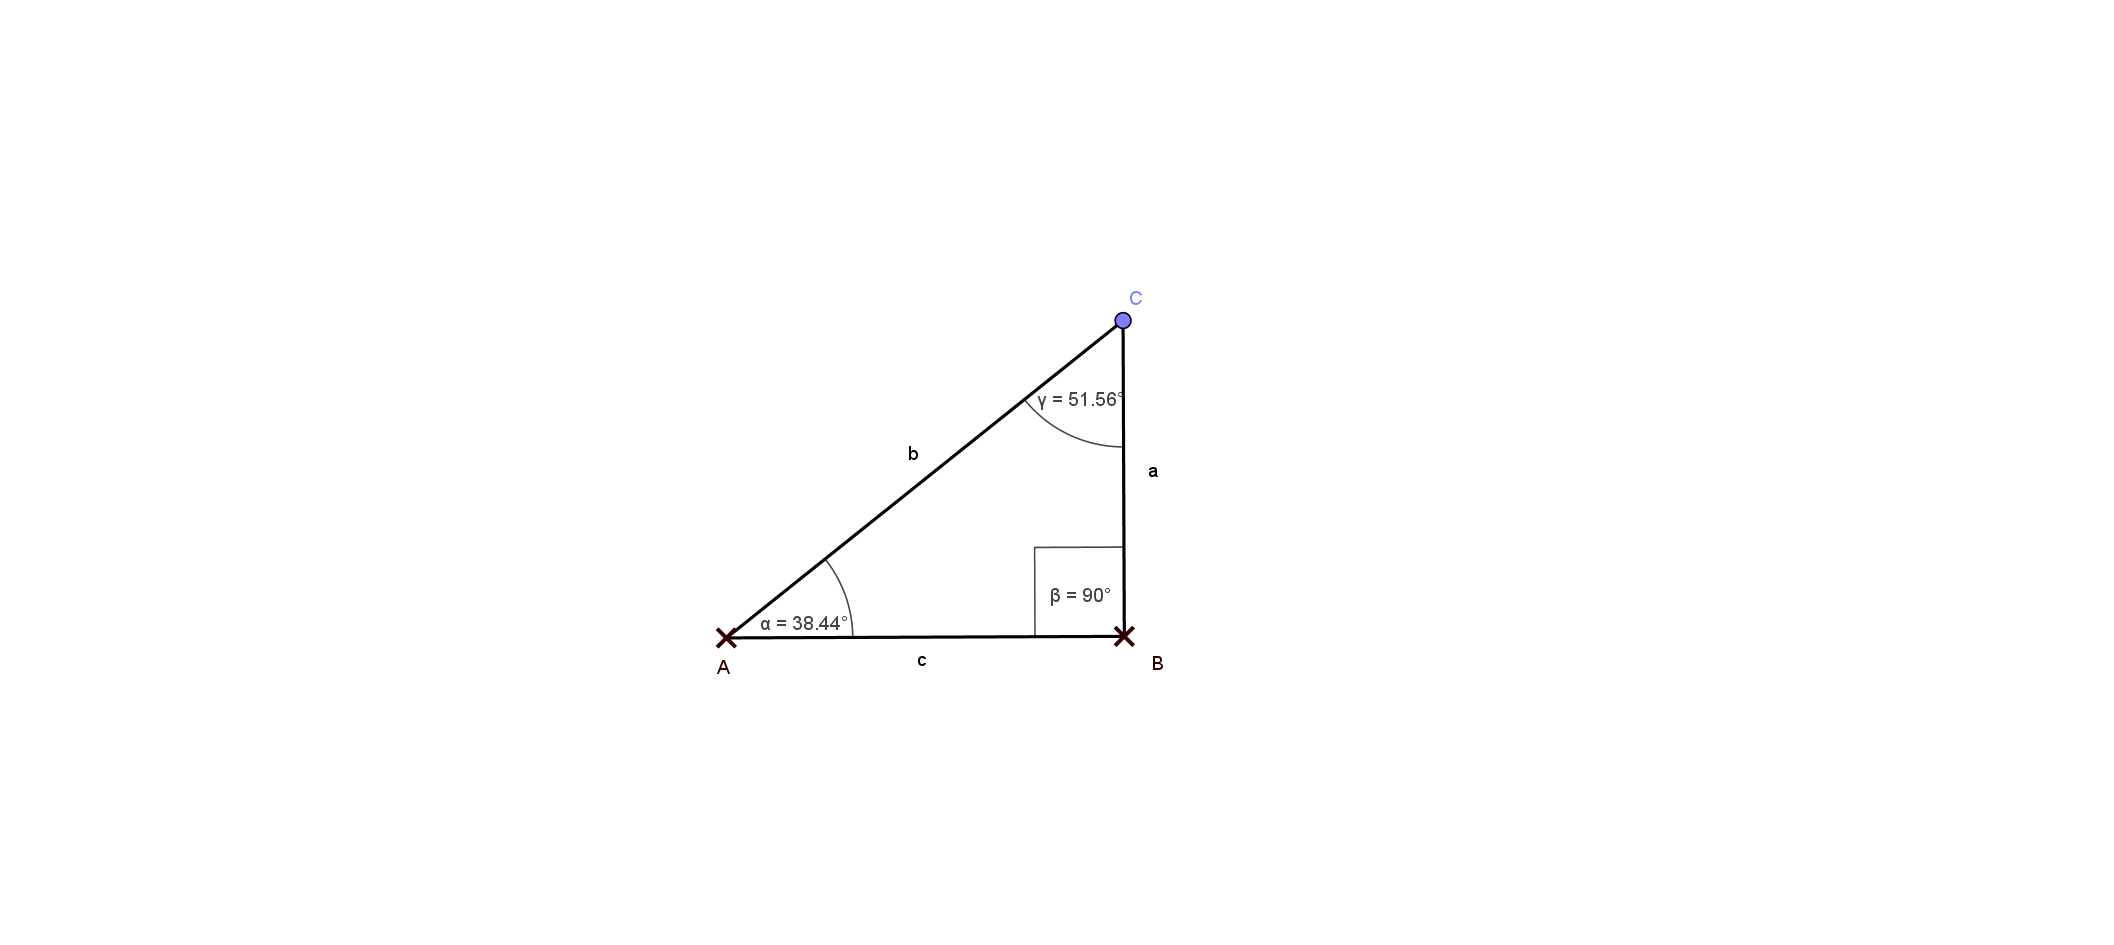 C
γ = 51.56°
b
a
β = 90°
α = 38.44°
c
A
B